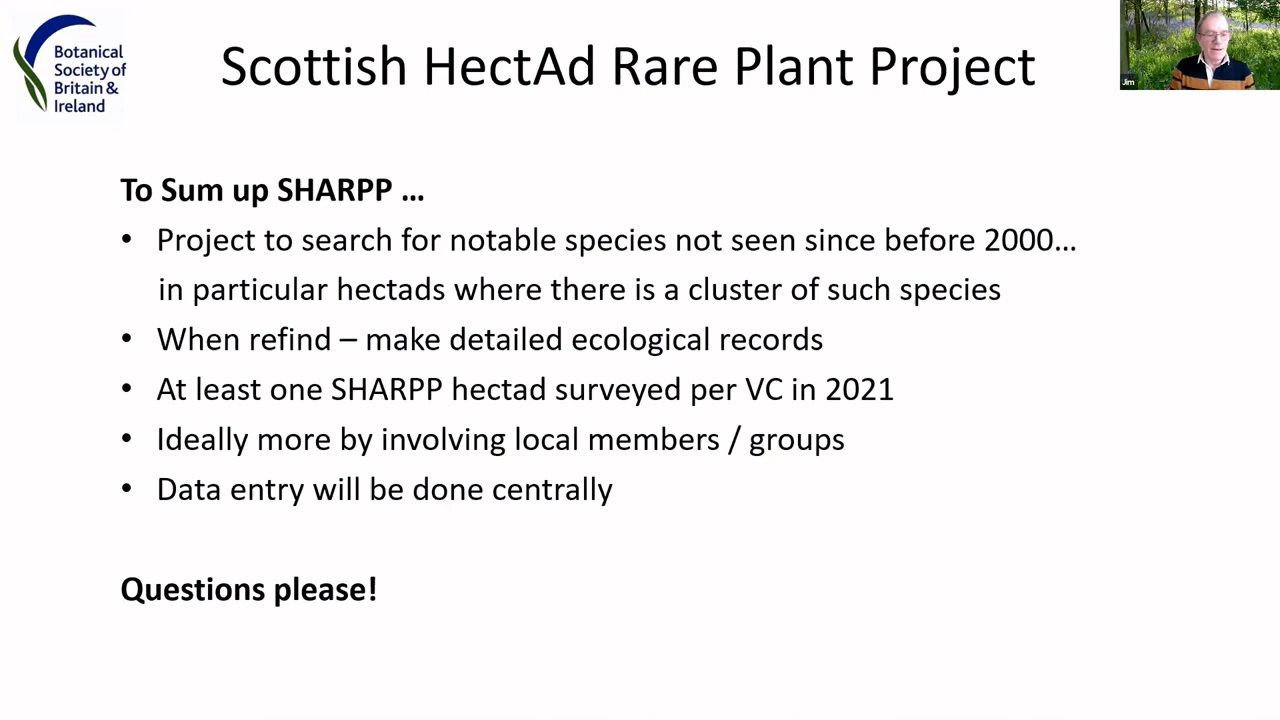 Botanical
Society of
Britain &
Ireland
Scottish HectAd Rare Plant Project
Jim
To Sum up SHARPP …
• Project to search for notable species not seen since before 2000…
in particular hectads where there is a cluster of such species
• When refind – make detailed ecological records
• At least one SHARPP hectad surveyed per VC in 2021
• Ideally more by involving local members / groups
• Data entry will be done centrally
Questions please!